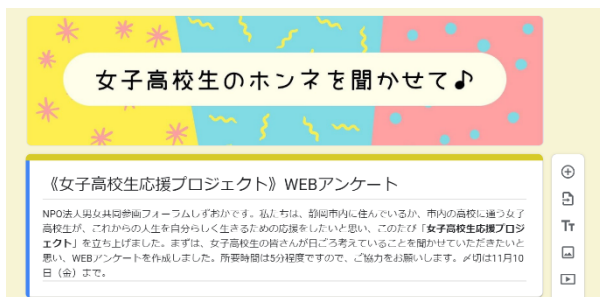 女子高校生のホンネを聞かせて♪
《女子高校生応援プロジェクト》WEBアンケート
NPO法人男女共同参画フォーラムしずおかです。私たちは、静岡市内に住んでいるか、市内の高校に通う女子
高校生が、これからの人生を自分らしく生きるための応援をしたいと思い、このたび「女子高校生応援プロジ
ェクト」を立ち上げました。まずは、女子高校生の皆さんが日ごろ考えていることを聞かせていただきたいと
思い、WEBアンケートを作成しました。所要時間は5分程度ですので、ご協力をお願いします。〆切は11月10
日（金）まで。
Tт